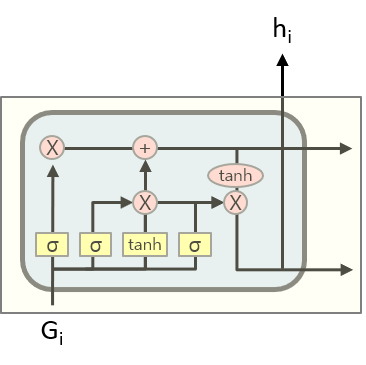 hᵢ
X +
tanh
X X
σ σ tanh σ
Gᵢ